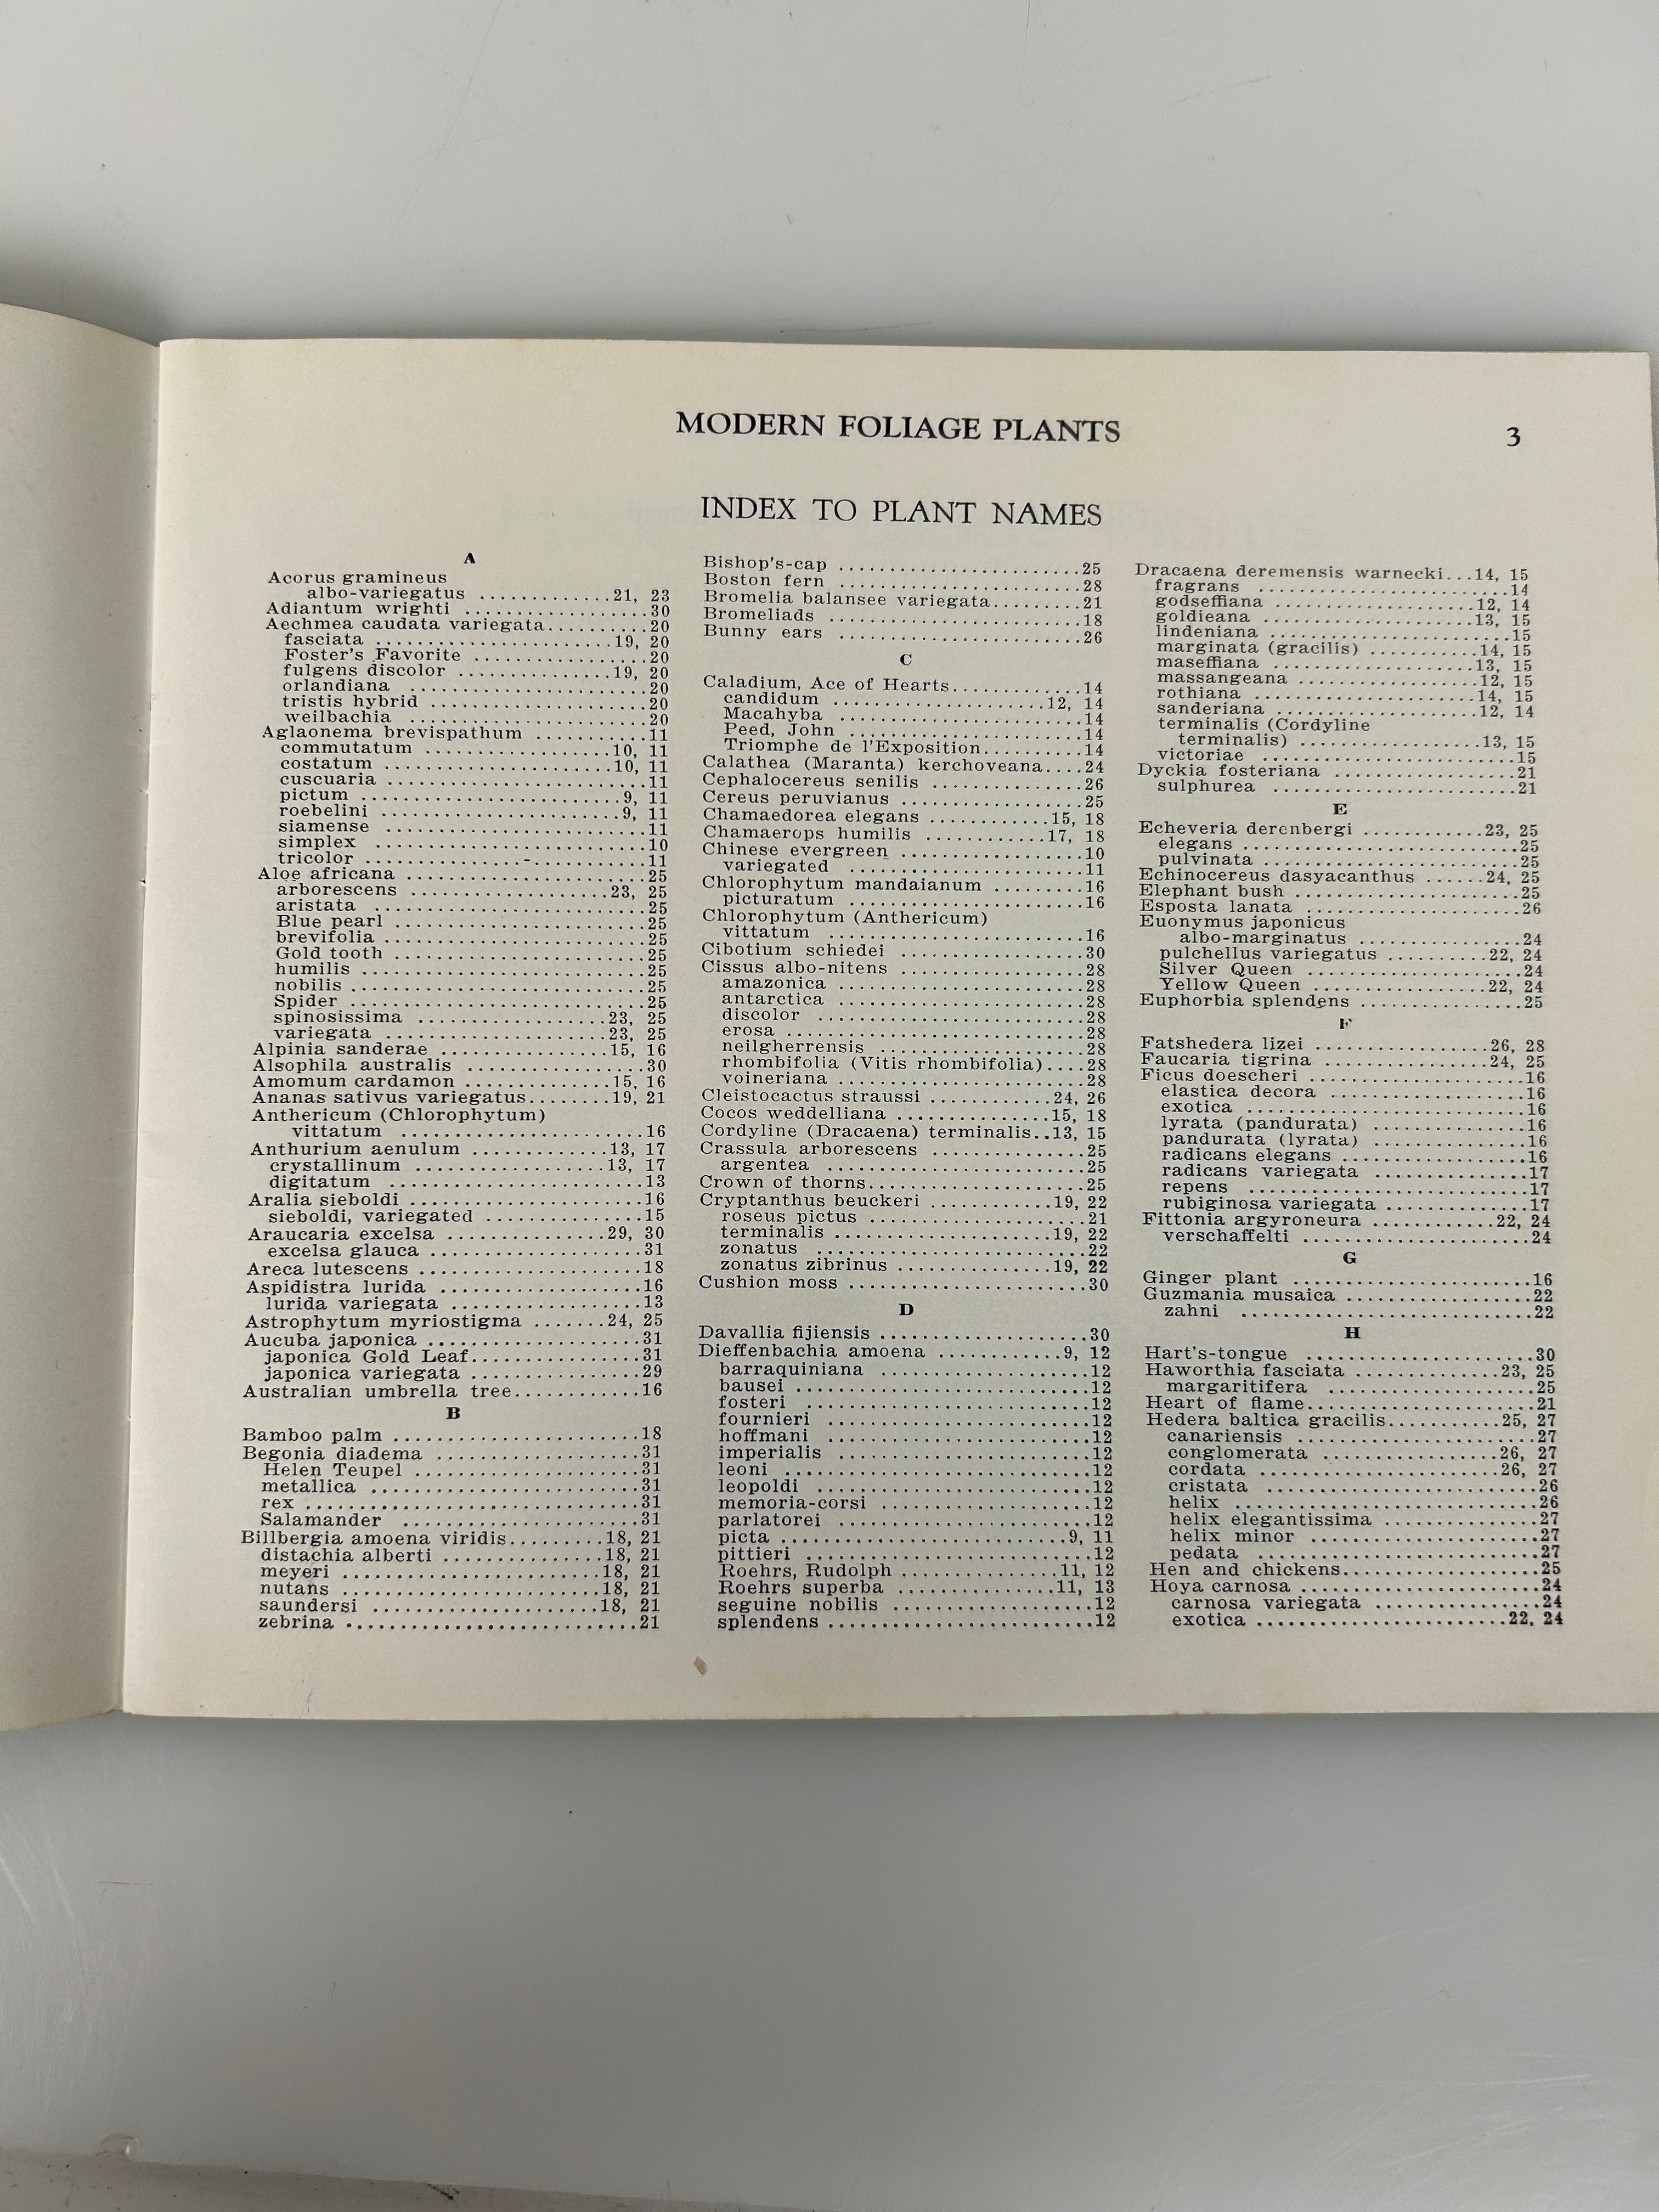 MODERN FOLIAGE PLANTS
3
INDEX TO PLANT NAMES
A
Acorus gramineus
albo-variegatus ............21, 23
Adiantum wrighti ..................30
Aechmea caudata variegata..........20
fasciata ......................19, 20
Foster's Favorite .................20
fulgens discolor ..............19, 20
orlandiana .......................20
tristis hybrid .....................20
weilbachia .......................20
Aglaonema brevispathum ...........11
commutatum ..................10, 11
costatum ......................10, 11
cuscuaria .........................11
pictum ..........................9, 11
roebelini .......................9, 11
siamense .........................11
simplex ..........................10
tricolor ...........................11
Aloe africana .......................25
arborescens ...................23, 25
aristata ..........................25
Blue pearl ........................25
brevifolia .........................25
Gold tooth ........................25
humilis ...........................25
nobilis ............................25
Spider ............................25
spinosissima ..................23, 25
variegata ......................23, 25
Alpinia sanderae ................15, 16
Alsophila australis .................30
Amomum cardamon ..............15, 16
Ananas sativus variegatus........19, 21
Anthericum (Chlorophytum)
vittatum ........................16
Anthurium aenulum .............13, 17
crystallinum ..................13, 17
digitatum ........................13
Aralia sieboldi ......................16
sieboldi, variegated ...............15
Araucaria excelsa ...............29, 30
excelsa glauca ....................31
Areca lutescens .....................18
Aspidistra lurida ....................16
lurida variegata ..................13
Astrophytum myriostigma .......24, 25
Aucuba japonica ....................31
japonica Gold Leaf................31
japonica variegata ................29
Australian umbrella tree............16
B
Bamboo palm .......................18
Begonia diadema ...................31
Helen Teupel .....................31
metallica .........................31
rex ...............................31
Salamander ......................31
Billbergia amoena viridis.........18, 21
distachia alberti ...............18, 21
meyeri ........................18, 21
nutans ........................18, 21
saundersi .....................18, 21
zebrina ...........................21
Bishop's-cap .......................25
Boston fern ........................28
Bromelia balansee variegata.........21
Bromeliads .........................18
Bunny ears ........................26
C
Caladium, Ace of Hearts.............14
candidum .....................12, 14
Macahyba ........................14
Peed, John .......................14
Triomphe de l'Exposition..........14
Calathea (Maranta) kerchoveana....24
Cephalocereus senilis ...............26
Cereus peruvianus ..................25
Chamaedorea elegans ...........15, 18
Chamaerops humilis ............17, 18
Chinese evergreen ..................10
variegated .......................11
Chlorophytum mandaianum .........16
picturatum .......................16
Chlorophytum (Anthericum)
vittatum .........................16
Cibotium schiedei ...................30
Cissus albo-nitens ..................28
amazonica ........................28
antarctica ........................28
discolor ..........................28
erosa .............................28
neilgherrensis ....................28
rhombifolia (Vitis rhombifolia)....28
voineriana ........................28
Cleistocactus straussi ............24, 26
Cocos weddelliana ...............15, 18
Cordyline (Dracaena) terminalis..13, 15
Crassula arborescens ...............25
argentea .........................25
Crown of thorns.....................25
Cryptanthus beuckeri ............19, 22
roseus pictus .....................21
terminalis .....................19, 22
zonatus ..........................22
zonatus zibrinus ...............19, 22
Cushion moss .......................30
D
Davallia fijiensis ....................30
Dieffenbachia amoena ............9, 12
barraquiniana ....................12
bausei ............................12
fosteri ...........................12
fournieri .........................12
hoffmani .........................12
imperialis ........................12
leoni .............................12
leopoldi ..........................12
memoria-corsi ....................12
parlatorei ........................12
picta ...........................9, 11
pittieri ...........................12
Roehrs, Rudolph ..............11, 12
Roehrs superba ...............11, 13
seguine nobilis ...................12
splendens .........................12
Dracaena deremensis warnecki...14, 15
fragrans .........................14
godseffiana ....................12, 14
goldieana .....................13, 15
lindeniana ........................15
marginata (gracilis) ...........14, 15
maseffiana ....................13, 15
massangeana ..................12, 15
rothiana ......................14, 15
sanderiana ....................12, 14
terminalis (Cordyline
terminalis) ..................13, 15
victoriae .........................15
Dyckia fosteriana ..................21
sulphurea ........................21
E
Echeveria derenbergi ............23, 25
elegans ...........................25
pulvinata .........................25
Echinocereus dasyacanthus ......24, 25
Elephant bush ......................25
Esposta lanata .....................26
Euonymus japonicus
albo-marginatus ................24
pulchellus variegatus ..........22, 24
Silver Queen .....................24
Yellow Queen ..................22, 24
Euphorbia splendens ................25
F
Fatshedera lizei .................26, 28
Faucaria tigrina ................24, 25
Ficus doescheri .....................16
elastica decora ...................16
exotica ...........................16
lyrata (pandurata) ...............16
pandurata (lyrata) ...............16
radicans elegans ..................16
radicans variegata ...............17
repens ...........................17
rubiginosa variegata ..............17
Fittonia argyroneura ............22, 24
verschaffelti ......................24
G
Ginger plant .......................16
Guzmania musaica ..................22
zahni ............................22
H
Hart's-tongue ......................30
Haworthia fasciata ..............23, 25
margaritifera .....................25
Heart of flame......................21
Hedera baltica gracilis...........25, 27
canariensis .......................27
conglomerata .................26, 27
cordata .......................26, 27
cristata ..........................26
helix .............................26
helix elegantissima ...............27
helix minor ......................27
pedata ...........................27
Hen and chickens...................25
Hoya carnosa .......................24
carnosa variegata ................24
exotica ........................22, 24